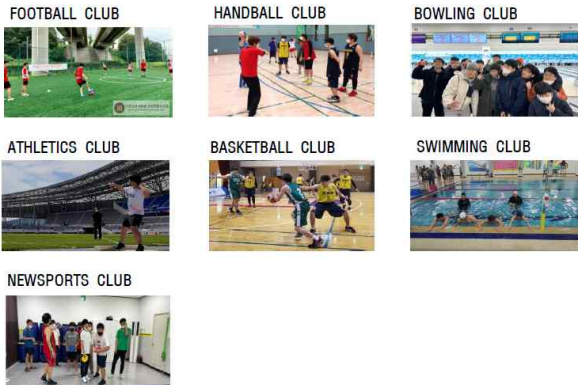 FOOTBALL CLUB
HANDBALL CLUB
BOWLING CLUB
ATHLETICS CLUB
BASKETBALL CLUB
SWIMMING CLUB
NEWSPORTS CLUB